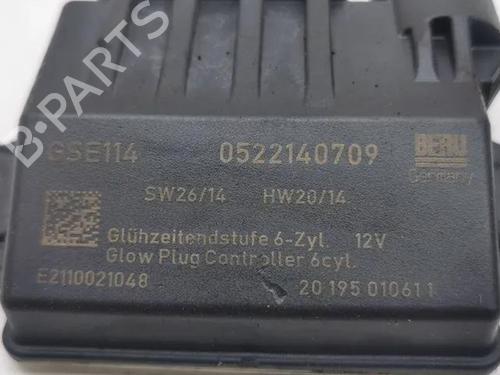 B-PARTS
GSE114 0522140709 BERU
Germany
SW26/14 HW20/14
Glühzeitendstufe 6-Zyl. 12V
Glow Plug Controller 6cyl.
E2110021048 20 195 01061 1